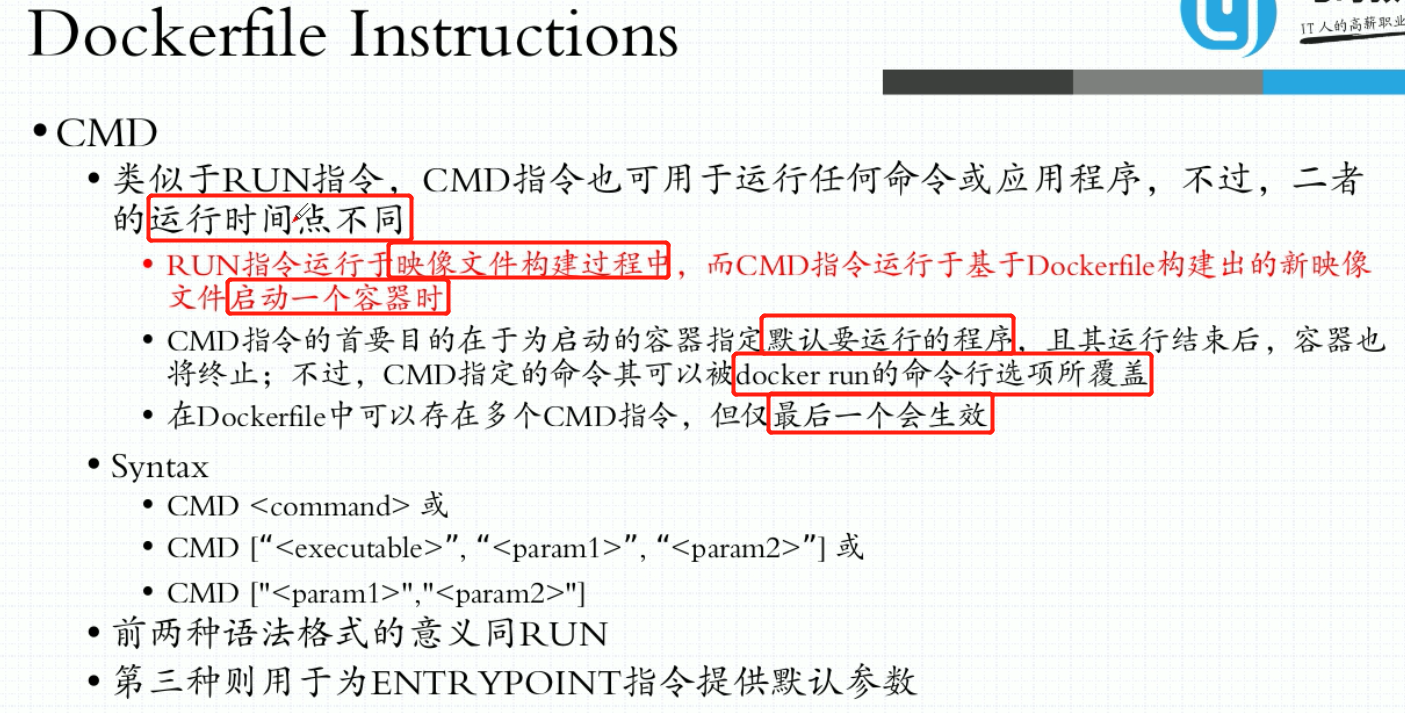 Dockerfile Instructions
IT人的高薪职业
• CMD
• 类似于RUN指令，CMD指令也可用于运行任何命令或应用程序，不过，二者
的运行时间点不同
• RUN指令运行于映像文件构建过程中，而CMD指令运行于基于Dockerfile构建出的新映像
文件启动一个容器时
• CMD指令的首要目的在于为启动的容器指定默认要运行的程序，且其运行结束后，容器也
将终止；不过，CMD指定的命令其可以被docker run的命令行选项所覆盖
• 在Dockerfile中可以存在多个CMD指令，但仅最后一个会生效
• Syntax
• CMD <command> 或
• CMD [“<executable>”, “<param1>”, “<param2>”] 或
• CMD ["<param1>","<param2>"]
• 前两种语法格式的意义同RUN
• 第三种则用于为ENTRYPOINT指令提供默认参数